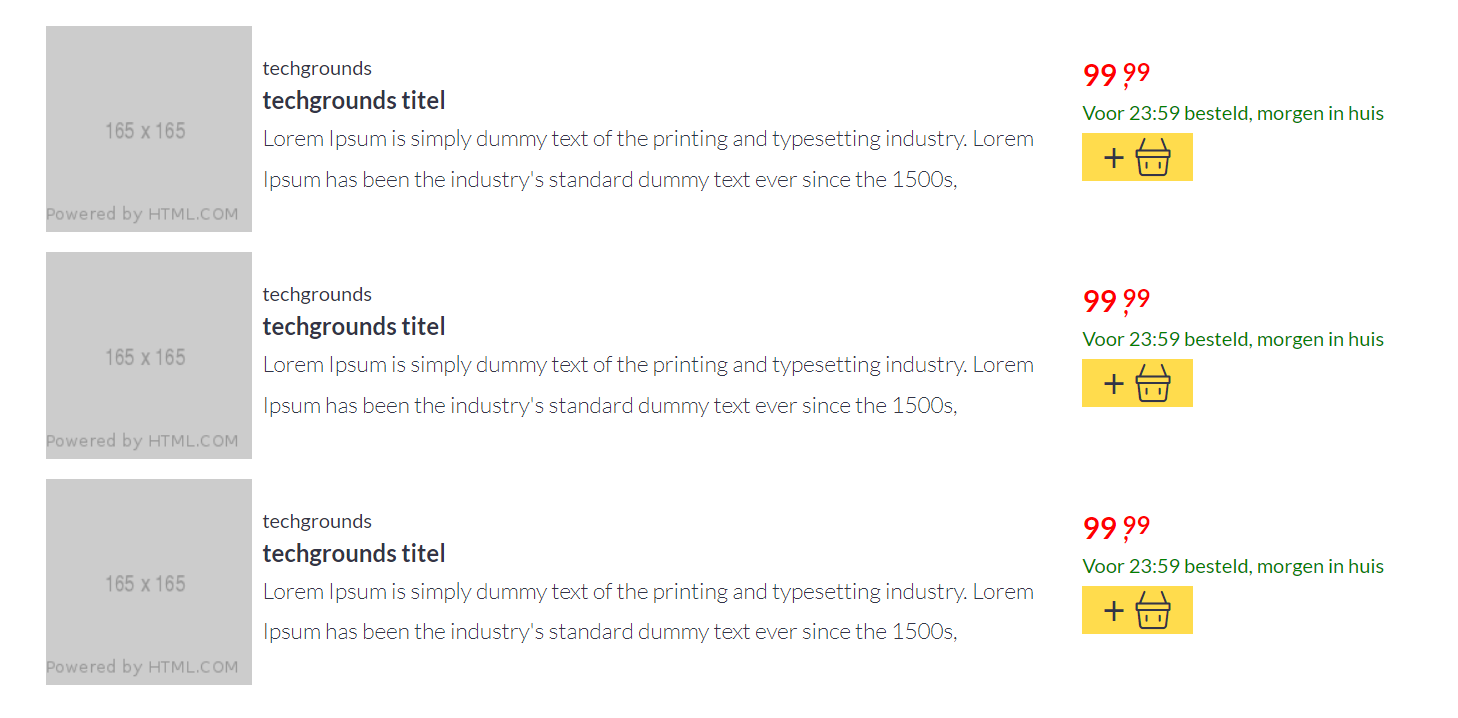 165 x 165
Powered by HTML.COM
techgrounds
techgrounds titel
Lorem Ipsum is simply dummy text of the printing and typesetting industry. Lorem
Ipsum has been the industry's standard dummy text ever since the 1500s,
99,99
Voor 23:59 besteld, morgen in huis
+
165 x 165
Powered by HTML.COM
techgrounds
techgrounds titel
Lorem Ipsum is simply dummy text of the printing and typesetting industry. Lorem
Ipsum has been the industry's standard dummy text ever since the 1500s,
99,99
Voor 23:59 besteld, morgen in huis
+
165 x 165
Powered by HTML.COM
techgrounds
techgrounds titel
Lorem Ipsum is simply dummy text of the printing and typesetting industry. Lorem
Ipsum has been the industry's standard dummy text ever since the 1500s,
99,99
Voor 23:59 besteld, morgen in huis
+